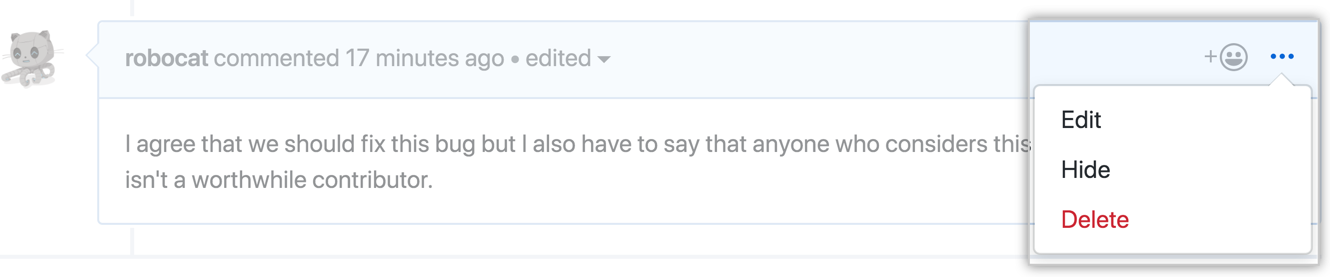 robocat commented 17 minutes ago • edited
I agree that we should fix this bug but I also have to say that anyone who considers this
isn't a worthwhile contributor.
Edit
Hide
Delete